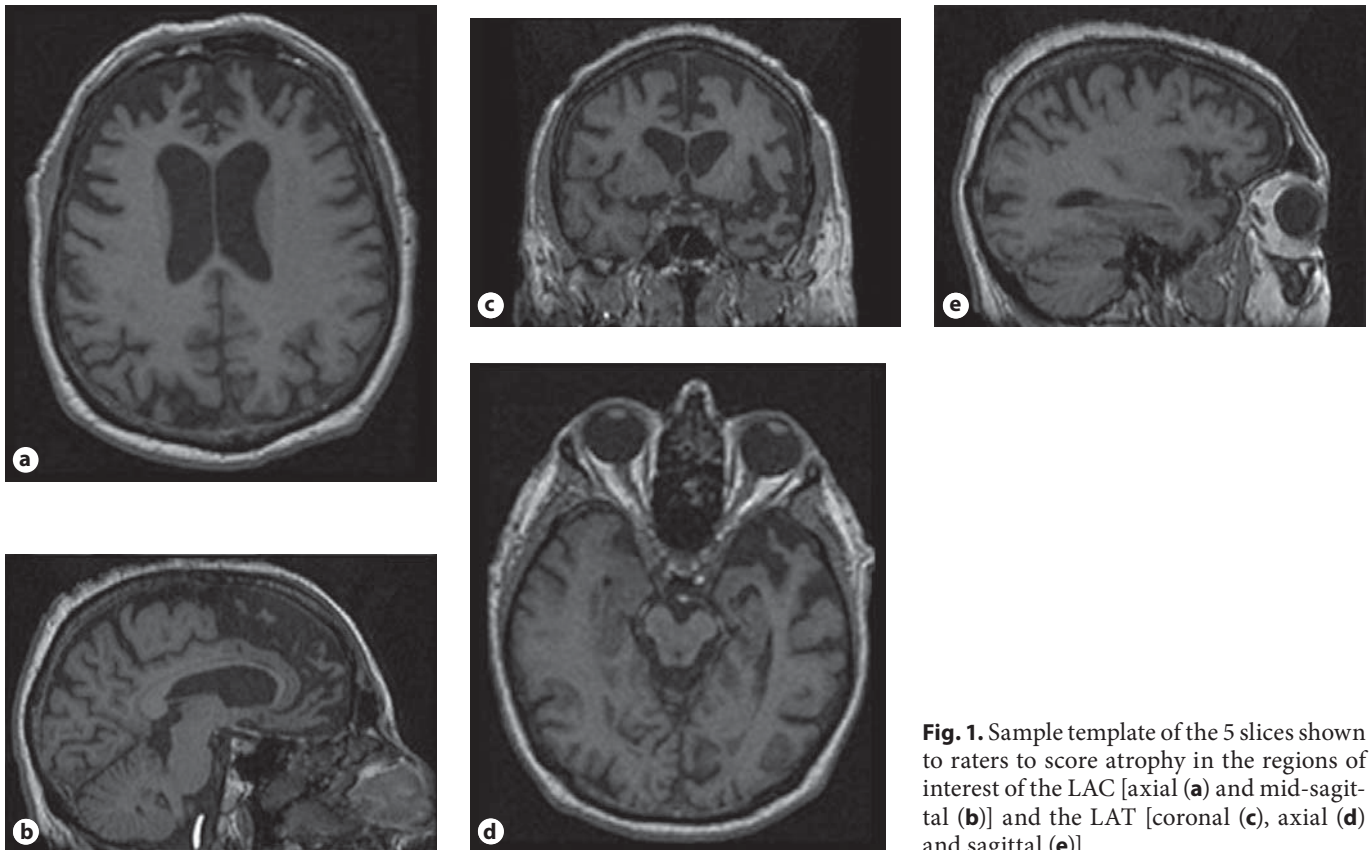 a
b
c
d
e
Fig. 1. Sample template of the 5 slices shown
to raters to score atrophy in the regions of
interest of the LAC [axial (a) and mid-sagit-
tal (b)] and the LAT [coronal (c), axial (d)
and sagittal (e)]